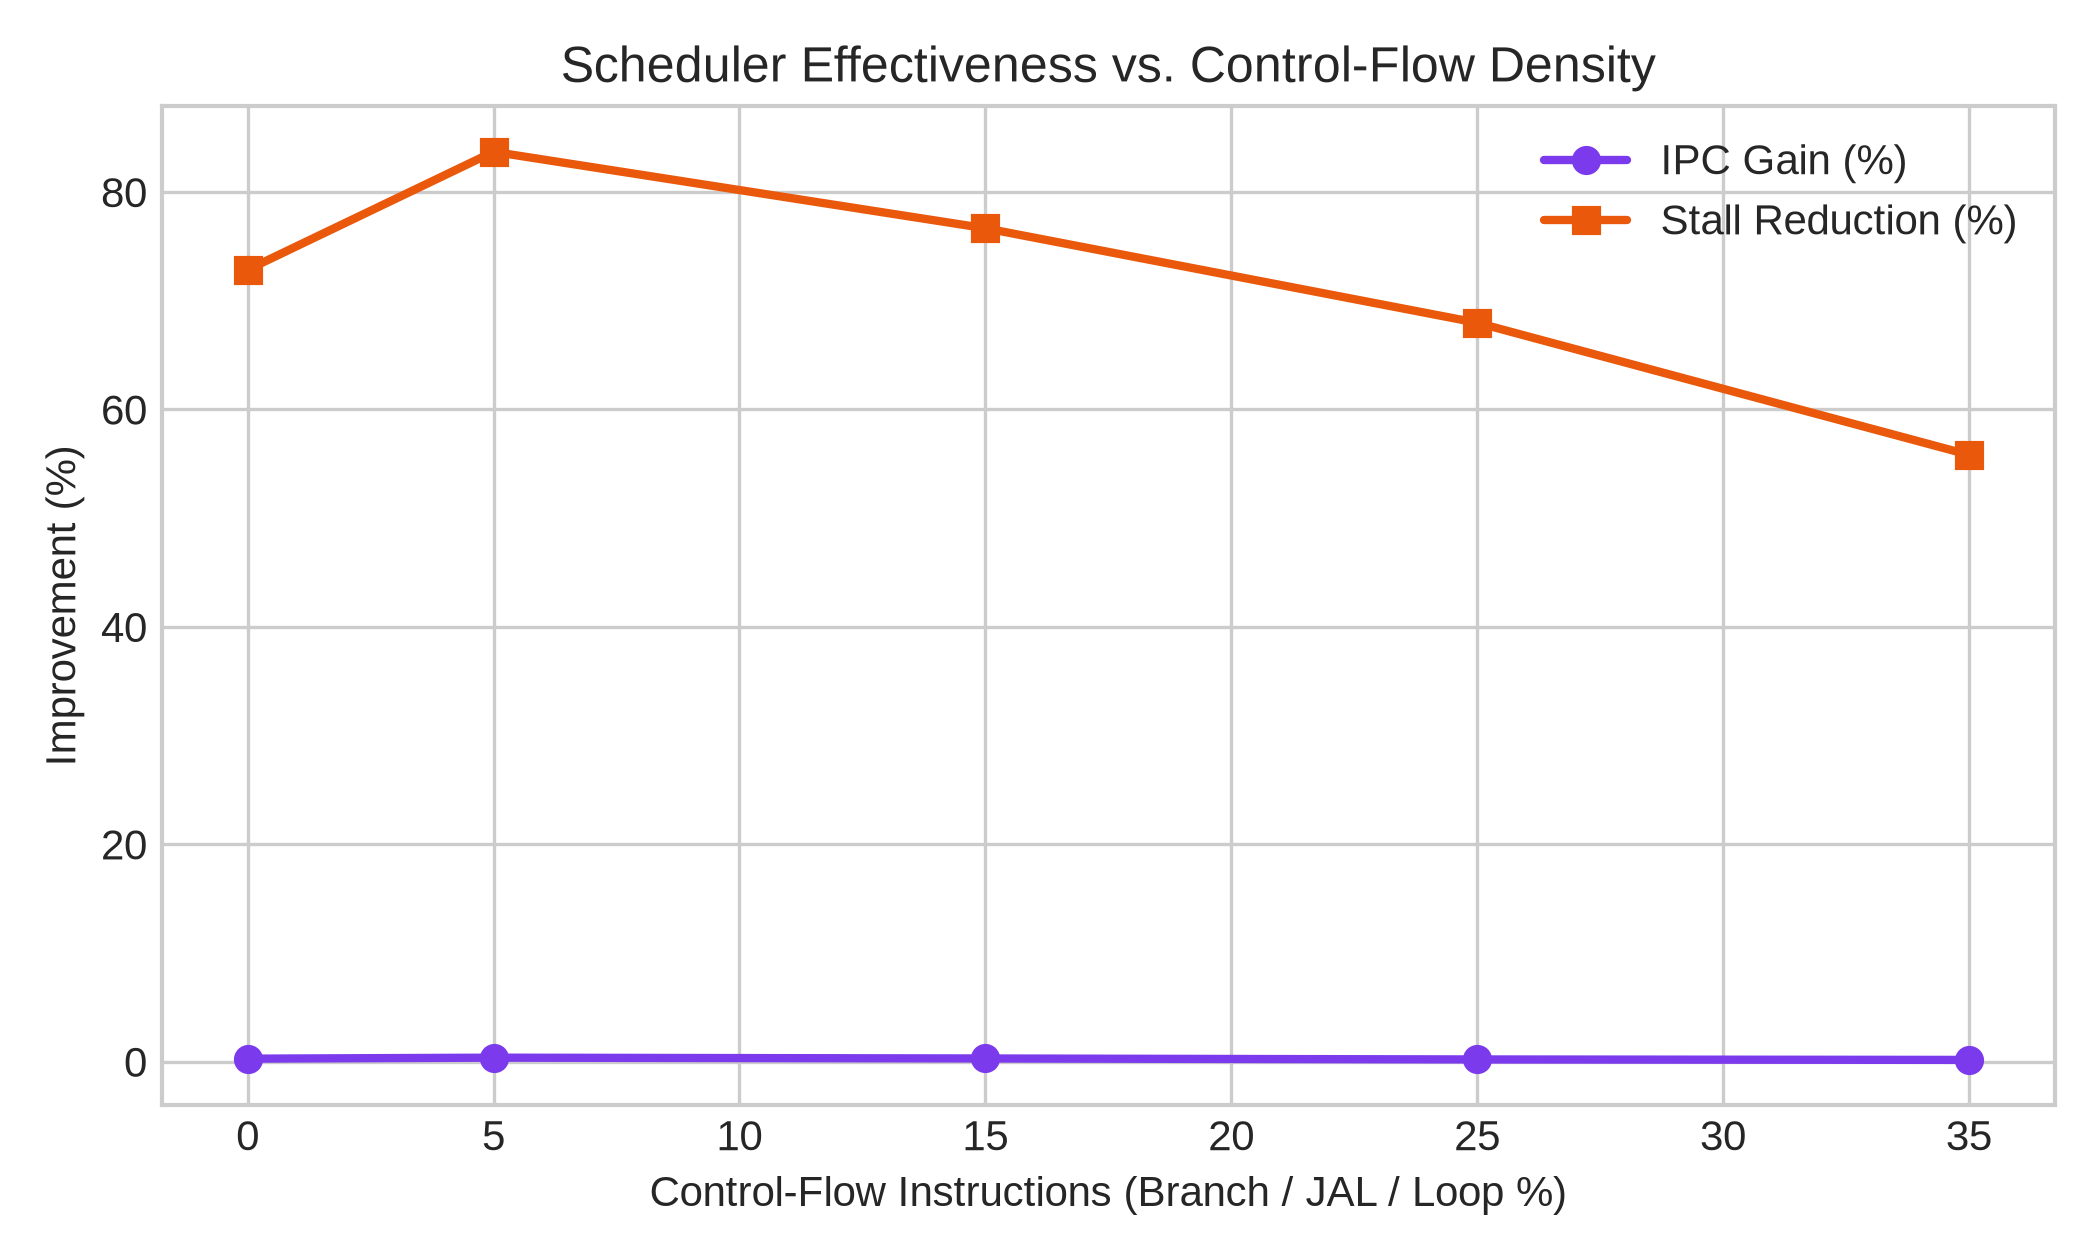 Scheduler Effectiveness vs. Control-Flow Density
IPC Gain (%)
Stall Reduction (%)
Improvement (%)
80
60
40
20
0
0 5 10 15 20 25 30 35
Control-Flow Instructions (Branch / JAL / Loop %)